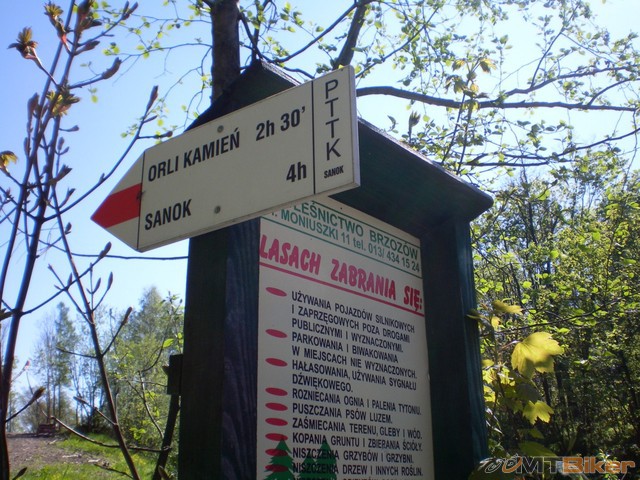 ORLI KAMIEŃ 2h 30'
SANOK 4h
PTTK
SANOK
LEŚNICTWO BRZOZÓW
MONIUSZKI 11 tel. 013/ 434 15 24
LASACH ZABRANIA SIĘ:
UŻYWANIA POJAZDÓW SILNIKOWYCH
I ZAPRZĘGOWYCH POZA DROGAMI
PUBLICZNYMI I WYZNACZONYMI.
PARKOWANIA I BIWAKOWANIA
W MIEJSCACH NIE WYZNACZONYCH.
HAŁASOWANIA, UŻYWANIA SYGNAŁU
DŹWIĘKOWEGO.
ROZNIECANIA OGNIA I PALENIA TYTONIU.
PUSZCZANIA PSÓW LUZEM.
ZAŚMIECANIA TERENU, GLEBY I WÓD.
KOPANIA GRUNTU I ZBIERANIA ŚCIÓŁY.
NISZCZENIA GRZYBÓW I GRZYBNI.
NISZCZENIA DRZEW I INNYCH ROŚLIN.
MTBiker